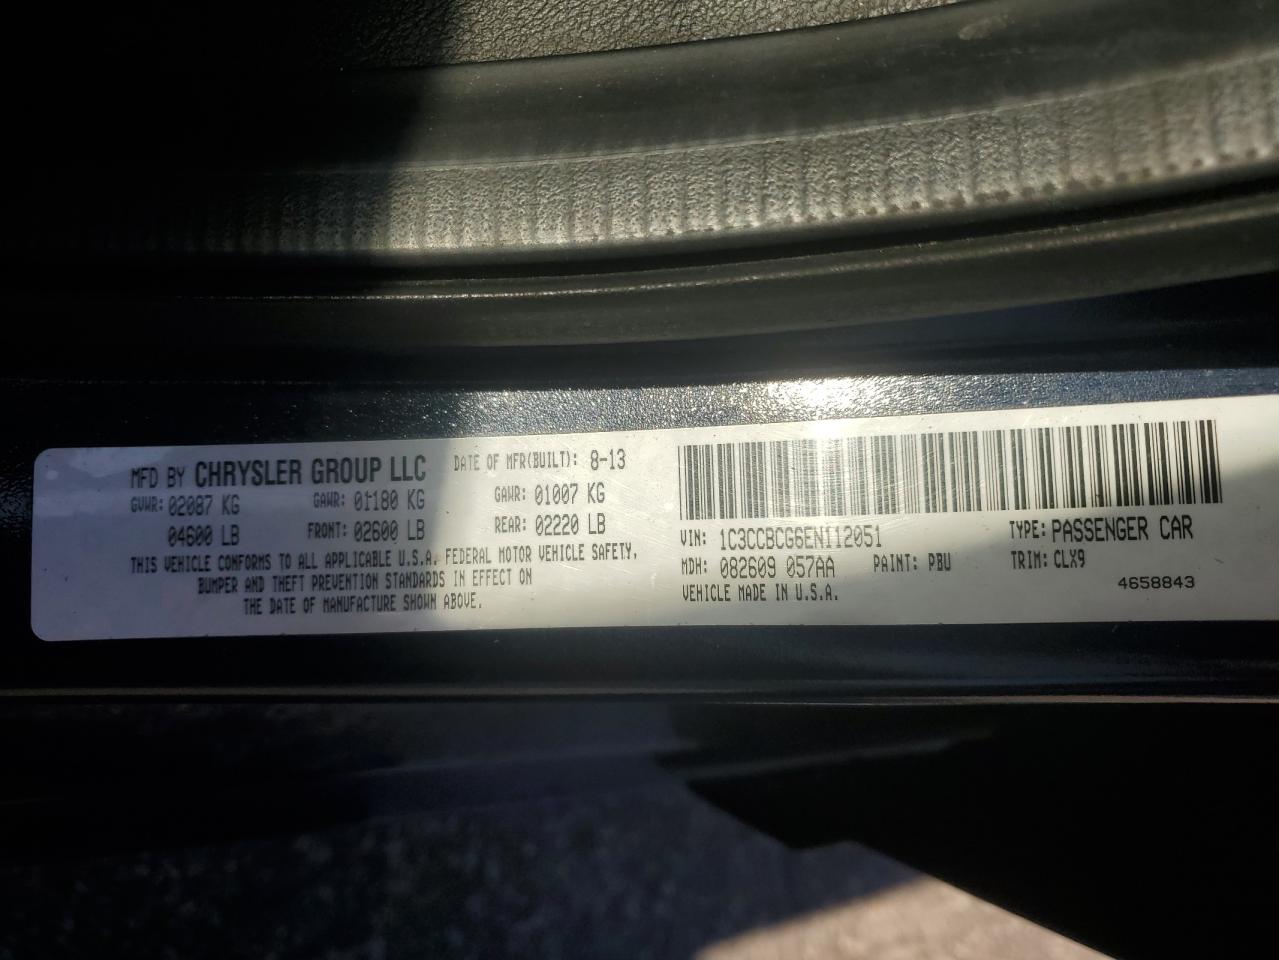 MFD BY CHRYSLER GROUP LLC DATE OF MFR(BUILT): 8-13
GVWR: 02087 KG GAWR: 01180 KG GAWR: 01007 KG
04600 LB FRONT: 02600 LB REAR: 02220 LB
THIS VEHICLE CONFORMS TO ALL APPLICABLE U.S.A. FEDERAL MOTOR VEHICLE SAFETY,
BUMPER AND THEFT PREVENTION STANDARDS IN EFFECT ON
THE DATE OF MANUFACTURE SHOWN ABOVE.
VIN: 1C3CCBCG6EN112051 TYPE: PASSENGER CAR
MDH: 082609 057AA PAINT: PBU TRIM: CLX9
VEHICLE MADE IN U.S.A. 4658843